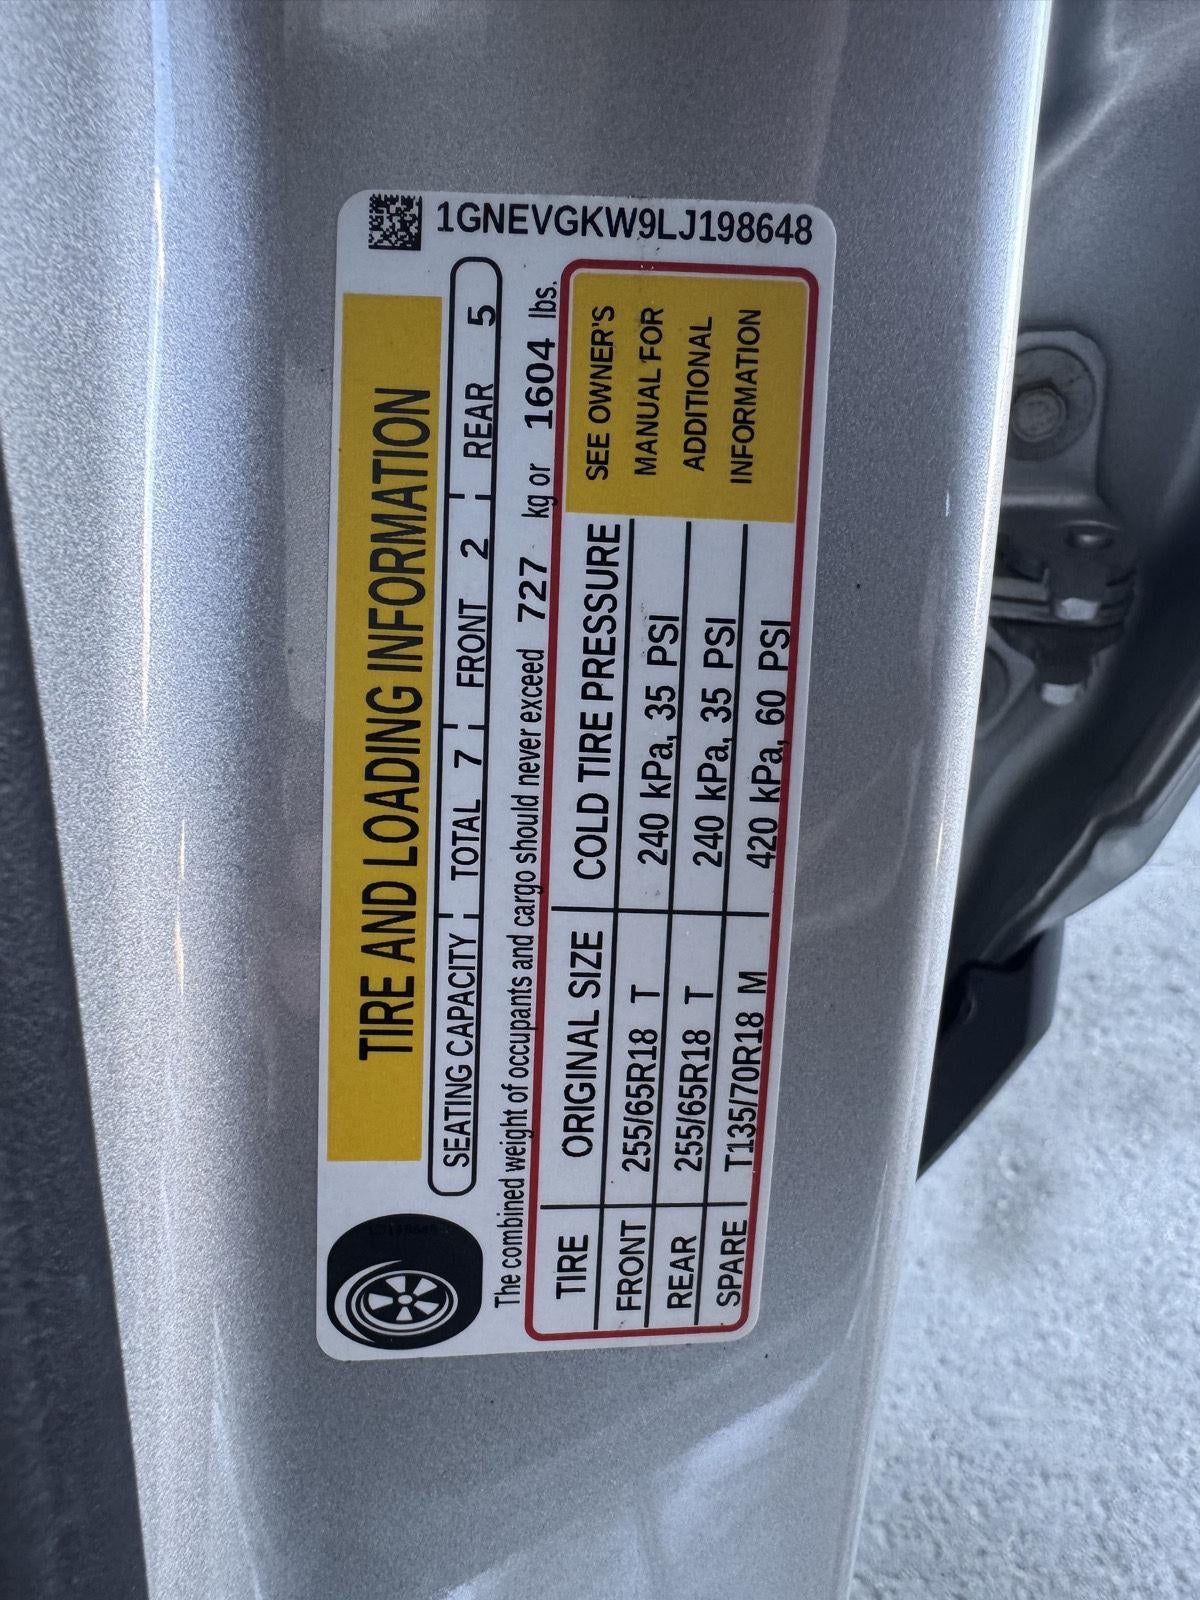 1GNEVGKW9LJ198648
TIRE AND LOADING INFORMATION
SEATING CAPACITY TOTAL 7 FRONT 2 REAR 5
The combined weight of occupants and cargo should never exceed 727 kg or 1604 lbs.
TIRE ORIGINAL SIZE COLD TIRE PRESSURE
FRONT 255/65R18 T 240 kPa, 35 PSI
REAR 255/65R18 T 240 kPa, 35 PSI
SPARE T135/70R18 M 420 kPa, 60 PSI
SEE OWNER'S
MANUAL FOR
ADDITIONAL
INFORMATION